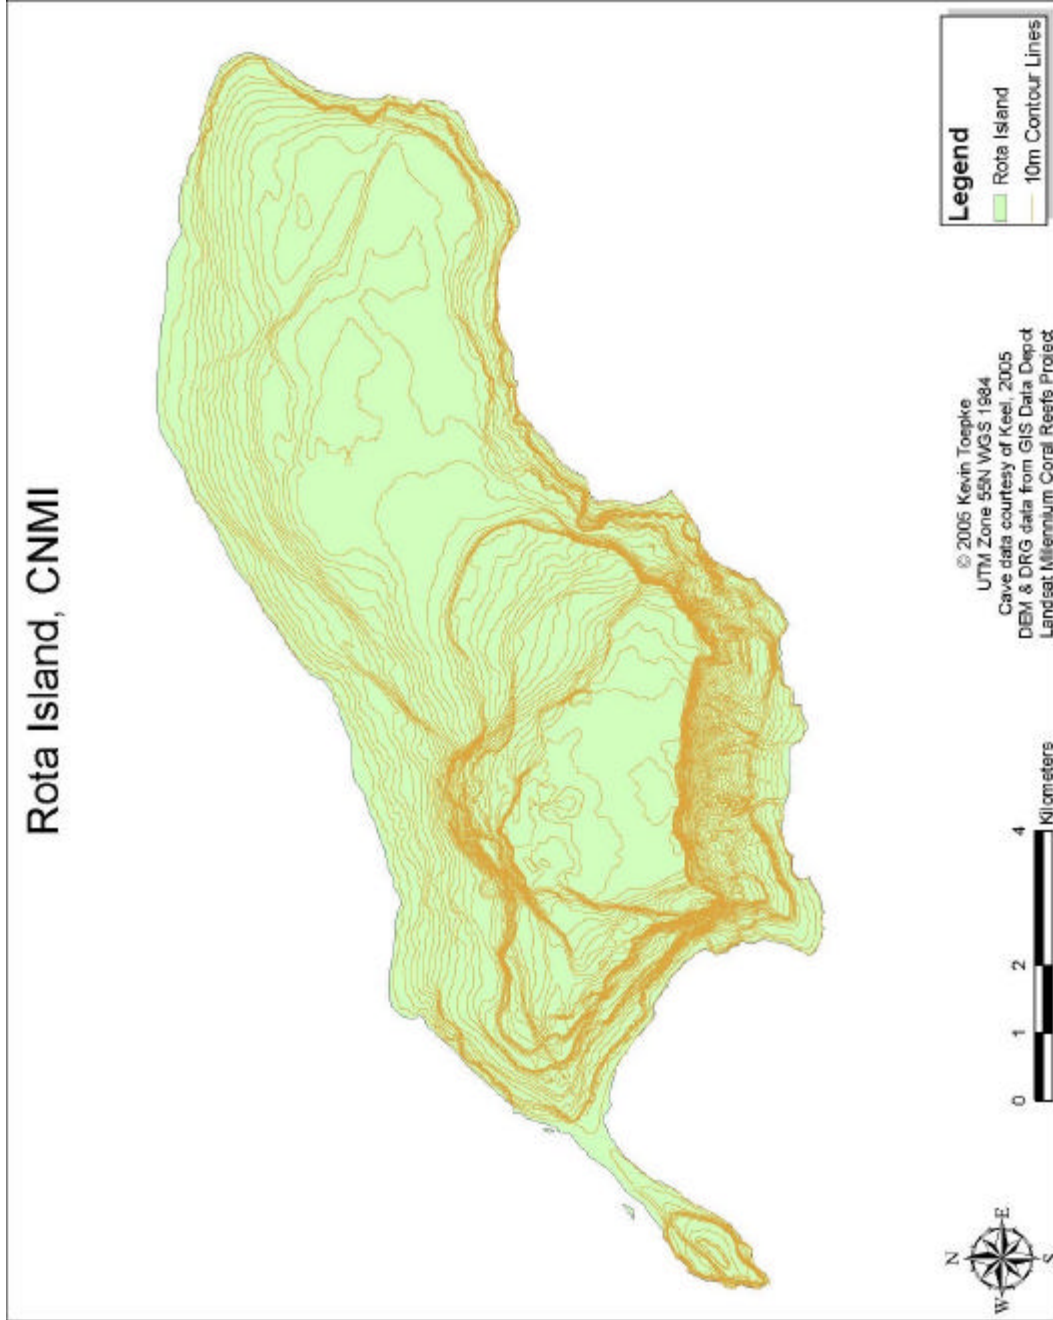 Rota Island, CNMI
Legend
Rota Island
10m Contour Lines
© 2005 Kevin Toepke
UTM Zone 55N WGS 1984
Cave data courtesy of Keel, 2005
DEM & DRG data from GIS Data Depot
Landsat Millennium Coral Reefs Project
0 1 2 4
Kilometers
N
W E
S